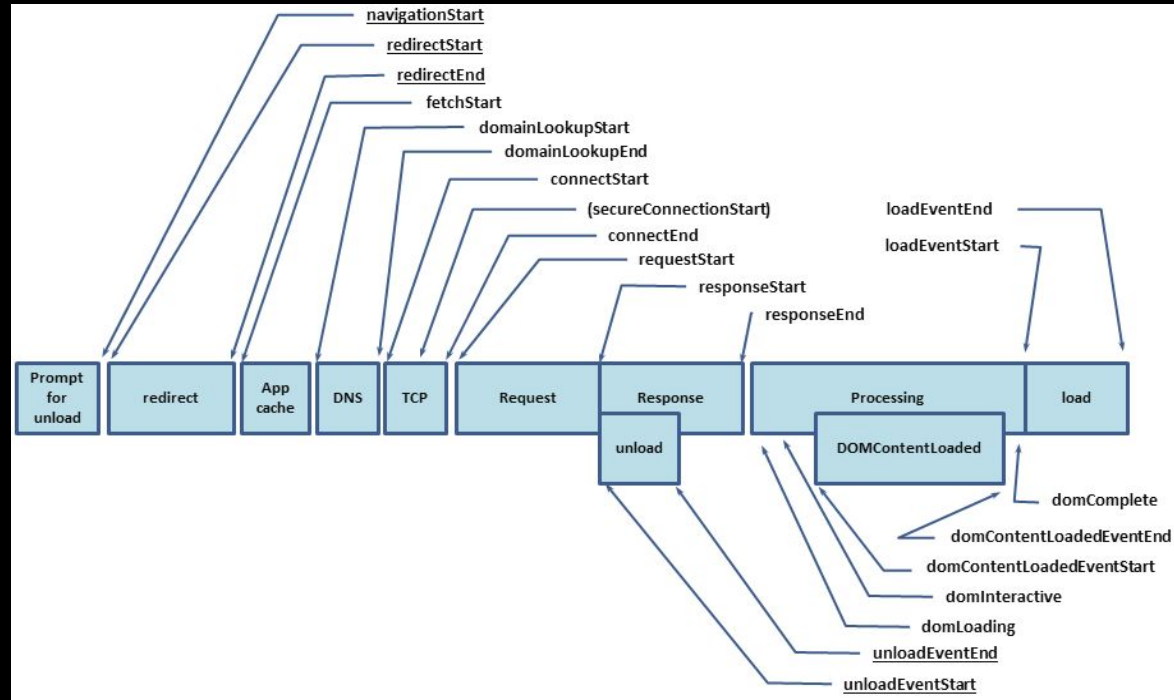 navigationStart
redirectStart
redirectEnd
fetchStart
domainLookupStart
domainLookupEnd
connectStart
(secureConnectionStart)
loadEventEnd
connectEnd
loadEventStart
requestStart
responseStart
responseEnd
Prompt
for
unload
redirect
App
cache
DNS
TCP
Request
Response
Processing
load
unload
DOMContentLoaded
domComplete
domContentLoadedEventEnd
domContentLoadedEventStart
domInteractive
domLoading
unloadEventEnd
unloadEventStart